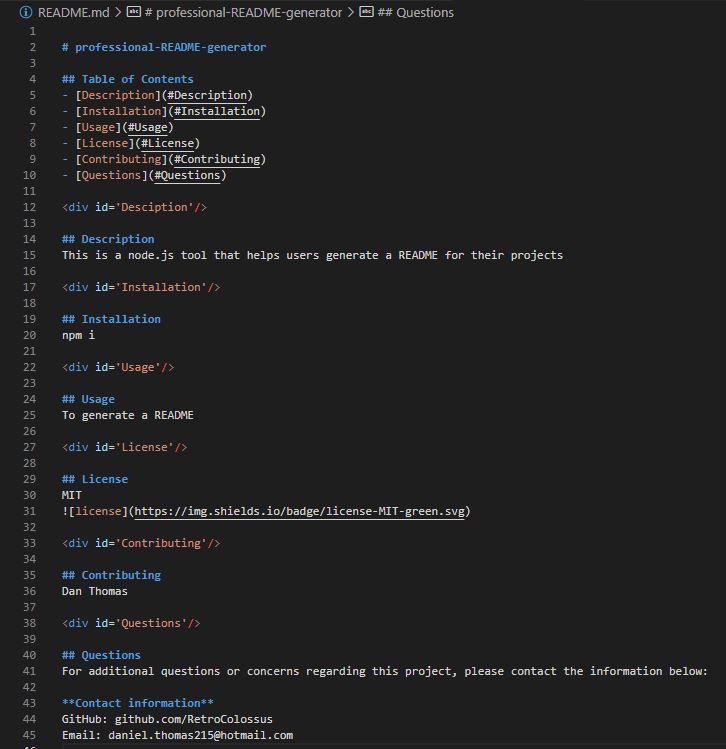 README.md > # professional-README-generator > ## Questions
1
2 # professional-README-generator
3
4 ## Table of Contents
5 - [Description](#Description)
6 - [Installation](#Installation)
7 - [Usage](#Usage)
8 - [License](#License)
9 - [Contributing](#Contributing)
10 - [Questions](#Questions)
11
12 <div id='Desciption'/>
13
14 ## Description
15 This is a node.js tool that helps users generate a README for their projects
16
17 <div id='Installation'/>
18
19 ## Installation
20 npm i
21
22 <div id='Usage'/>
23
24 ## Usage
25 To generate a README
26
27 <div id='License'/>
28
29 ## License
30 MIT
31 ![license](https://img.shields.io/badge/license-MIT-green.svg)
32
33 <div id='Contributing'/>
34
35 ## Contributing
36 Dan Thomas
37
38 <div id='Questions'/>
39
40 ## Questions
41 For additional questions or concerns regarding this project, please contact the information below:
42
43 **Contact information**
44 GitHub: github.com/RetroColossus
45 Email: daniel.thomas215@hotmail.com
46